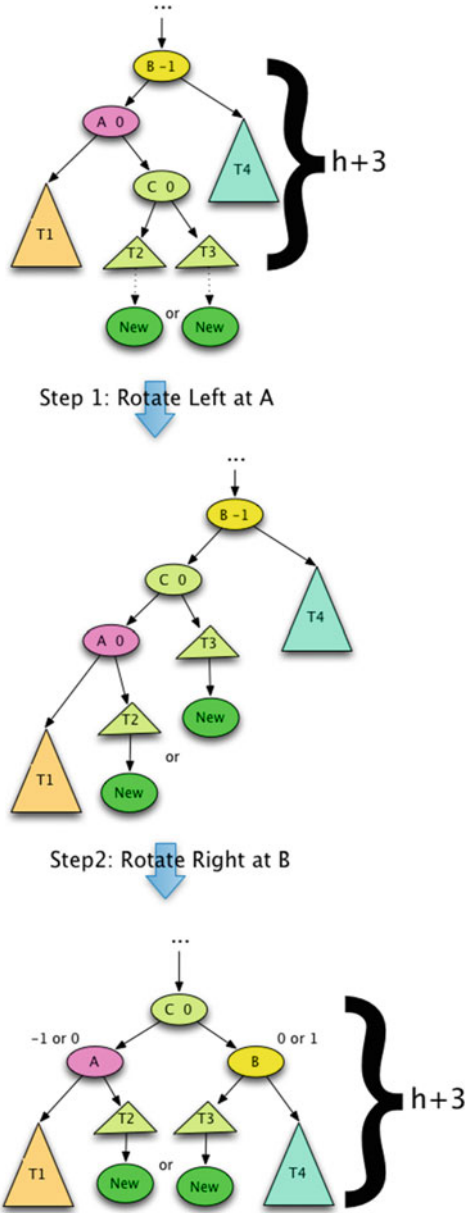 ...
B -1
A 0
h+3
T4
C 0
T1
T2 T3
New or New
Step 1: Rotate Left at A
...
B -1
C 0
T4
A 0
T3
New
T2
or
T1
New
Step2: Rotate Right at B
...
C 0
-1 or 0 0 or 1
A B
h+3
T2 T3
T1 New or New T4